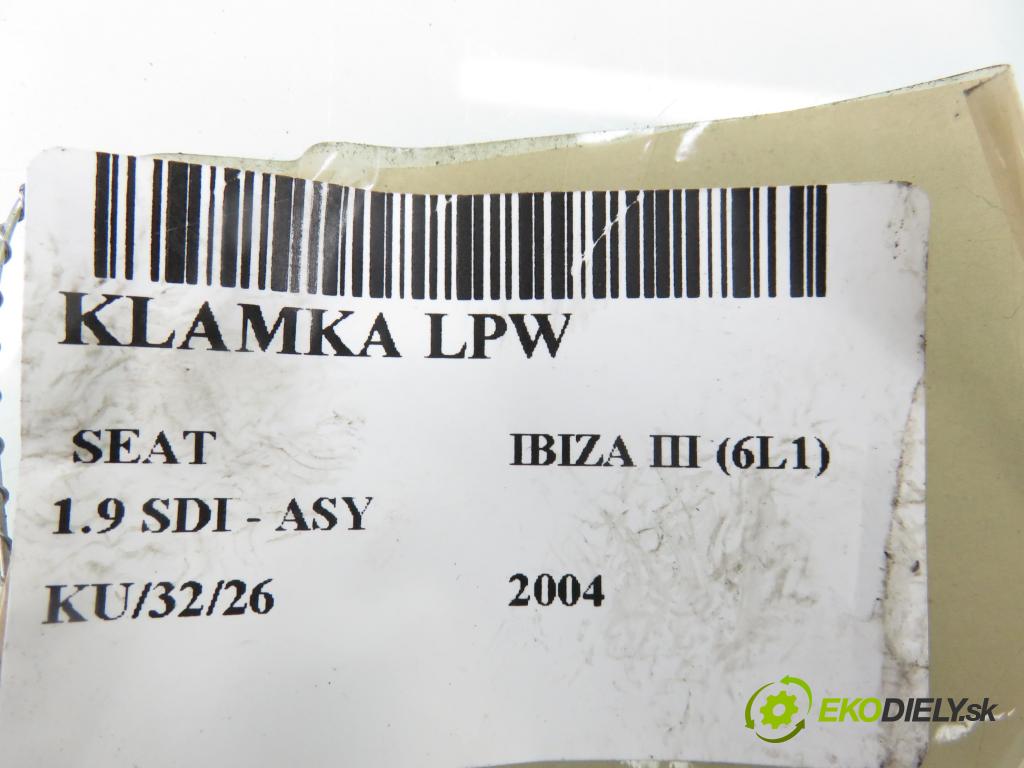 KLAMKA LPW
SEAT IBIZA III (6L1)
1.9 SDI - ASY
KU/32/26 2004
EKODIELY.sk